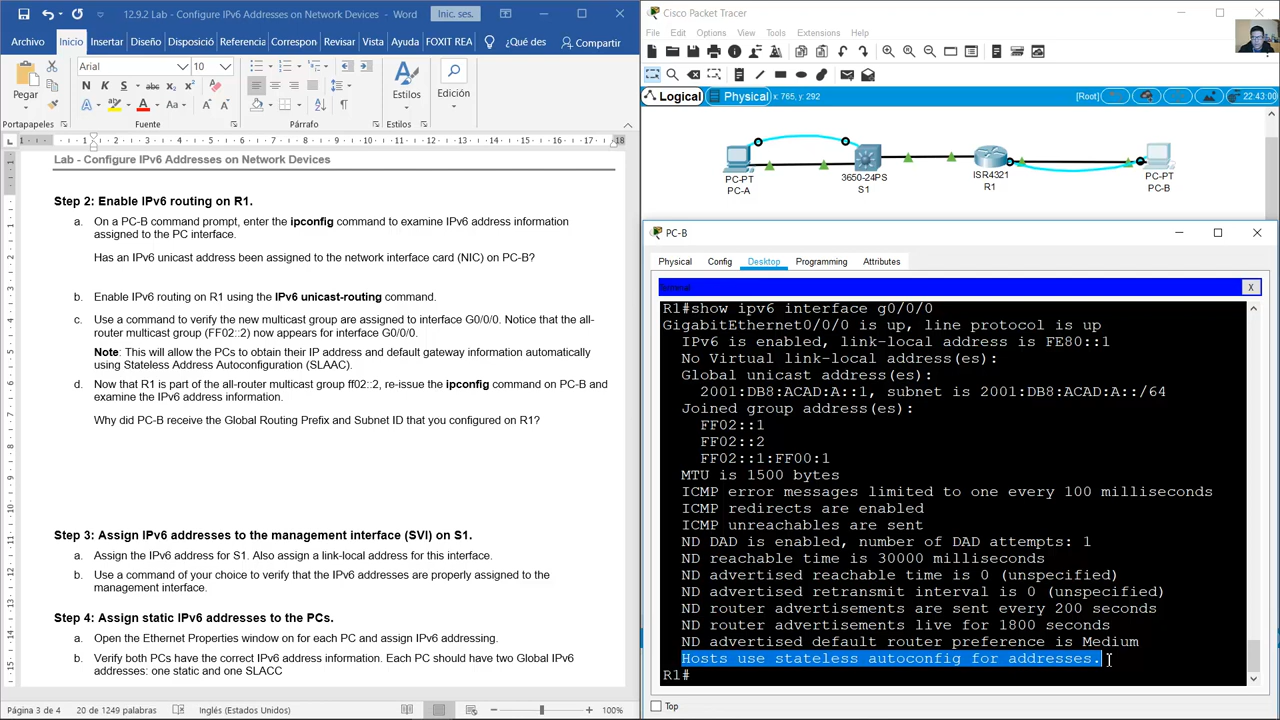 12.9.2 Lab - Configure IPv6 Addresses on Network Devices - Word
Inic. ses.
Archivo Inicio Insertar Diseño Disposició Referencia Correspon Revisar Vista Ayuda FOXIT REA ¿Qué des Compartir
Pegar
Arial 10
N K S abc x₂ x²
Aa
Estilos
Edición
Portapapeles Fuente Párrafo Estilos
Lab - Configure IPv6 Addresses on Network Devices
Step 2: Enable IPv6 routing on R1.
a. On a PC-B command prompt, enter the ipconfig command to examine IPv6 address information
assigned to the PC interface.
Has an IPv6 unicast address been assigned to the network interface card (NIC) on PC-B?
b. Enable IPv6 routing on R1 using the IPv6 unicast-routing command.
c. Use a command to verify the new multicast group are assigned to interface G0/0/0. Notice that the all-
router multicast group (FF02::2) now appears for interface G0/0/0.
Note: This will allow the PCs to obtain their IP address and default gateway information automatically
using Stateless Address Autoconfiguration (SLAAC).
d. Now that R1 is part of the all-router multicast group ff02::2, re-issue the ipconfig command on PC-B and
examine the IPv6 address information.
Why did PC-B receive the Global Routing Prefix and Subnet ID that you configured on R1?
Step 3: Assign IPv6 addresses to the management interface (SVI) on S1.
a. Assign the IPv6 address for S1. Also assign a link-local address for this interface.
b. Use a command of your choice to verify that the IPv6 addresses are properly assigned to the
management interface.
Step 4: Assign static IPv6 addresses to the PCs.
a. Open the Ethernet Properties window on for each PC and assign IPv6 addressing.
b. Verify both PCs have the correct IPv6 address information. Each PC should have two Global IPv6
addresses: one static and one SLACC
Página 3 de 4 20 de 1249 palabras Inglés (Estados Unidos) 100%
Cisco Packet Tracer
File Edit Options View Tools Extensions Help
Logical Physical x: 765, y: 292 [Root] 22:43:00
PC-PT
PC-A
3650-24PS
S1
ISR4321
R1
PC-PT
PC-B
PC-B
Physical Config Desktop Programming Attributes
Terminal X
R1#show ipv6 interface g0/0/0
GigabitEthernet0/0/0 is up, line protocol is up
IPv6 is enabled, link-local address is FE80::1
No Virtual link-local address(es):
Global unicast address(es):
2001:DB8:ACAD:A::1, subnet is 2001:DB8:ACAD:A::/64
Joined group address(es):
FF02::1
FF02::2
FF02::1:FF00:1
MTU is 1500 bytes
ICMP error messages limited to one every 100 milliseconds
ICMP redirects are enabled
ICMP unreachables are sent
ND DAD is enabled, number of DAD attempts: 1
ND reachable time is 30000 milliseconds
ND advertised reachable time is 0 (unspecified)
ND advertised retransmit interval is 0 (unspecified)
ND router advertisements are sent every 200 seconds
ND router advertisements live for 1800 seconds
ND advertised default router preference is Medium
Hosts use stateless autoconfig for addresses.
R1#
Top